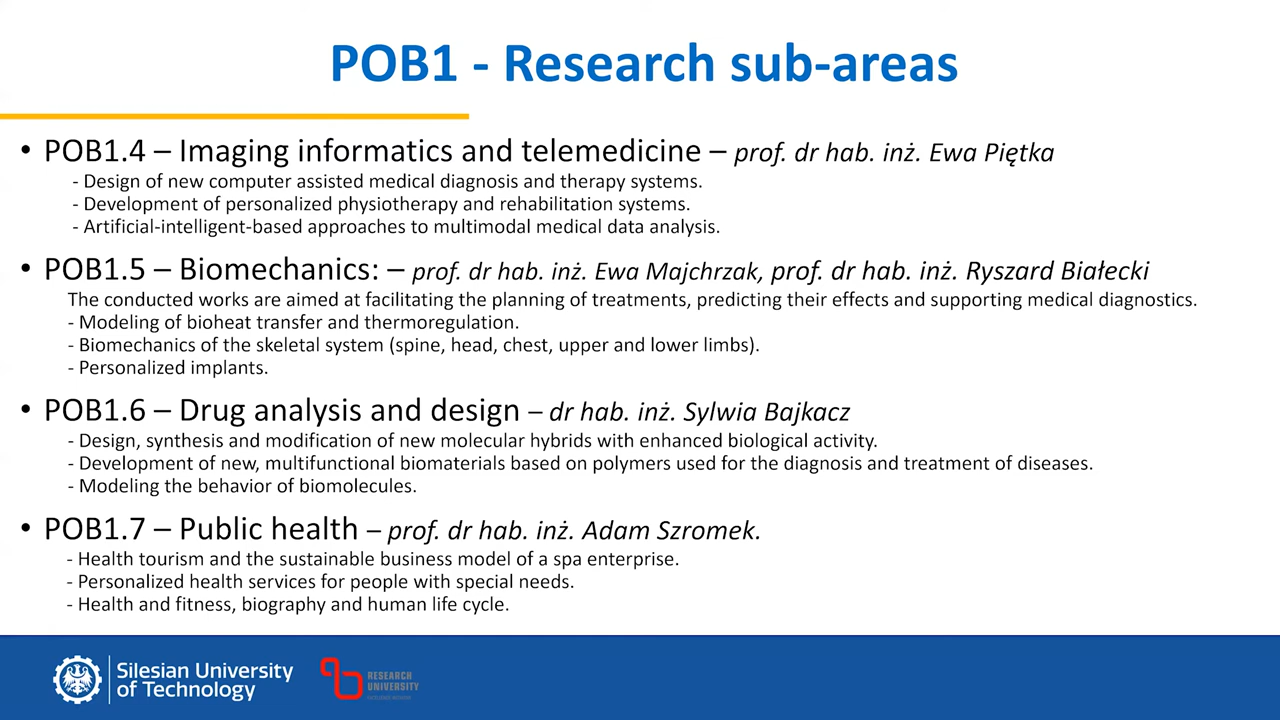 POB1 - Research sub-areas
• POB1.4 – Imaging informatics and telemedicine – prof. dr hab. inż. Ewa Piętka
- Design of new computer assisted medical diagnosis and therapy systems.
- Development of personalized physiotherapy and rehabilitation systems.
- Artificial-intelligent-based approaches to multimodal medical data analysis.
• POB1.5 – Biomechanics: – prof. dr hab. inż. Ewa Majchrzak, prof. dr hab. inż. Ryszard Białecki
The conducted works are aimed at facilitating the planning of treatments, predicting their effects and supporting medical diagnostics.
- Modeling of bioheat transfer and thermoregulation.
- Biomechanics of the skeletal system (spine, head, chest, upper and lower limbs).
- Personalized implants.
• POB1.6 – Drug analysis and design – dr hab. inż. Sylwia Bajkacz
- Design, synthesis and modification of new molecular hybrids with enhanced biological activity.
- Development of new, multifunctional biomaterials based on polymers used for the diagnosis and treatment of diseases.
- Modeling the behavior of biomolecules.
• POB1.7 – Public health – prof. dr hab. inż. Adam Szromek.
- Health tourism and the sustainable business model of a spa enterprise.
- Personalized health services for people with special needs.
- Health and fitness, biography and human life cycle.
Silesian University
of Technology
RESEARCH
UNIVERSITY